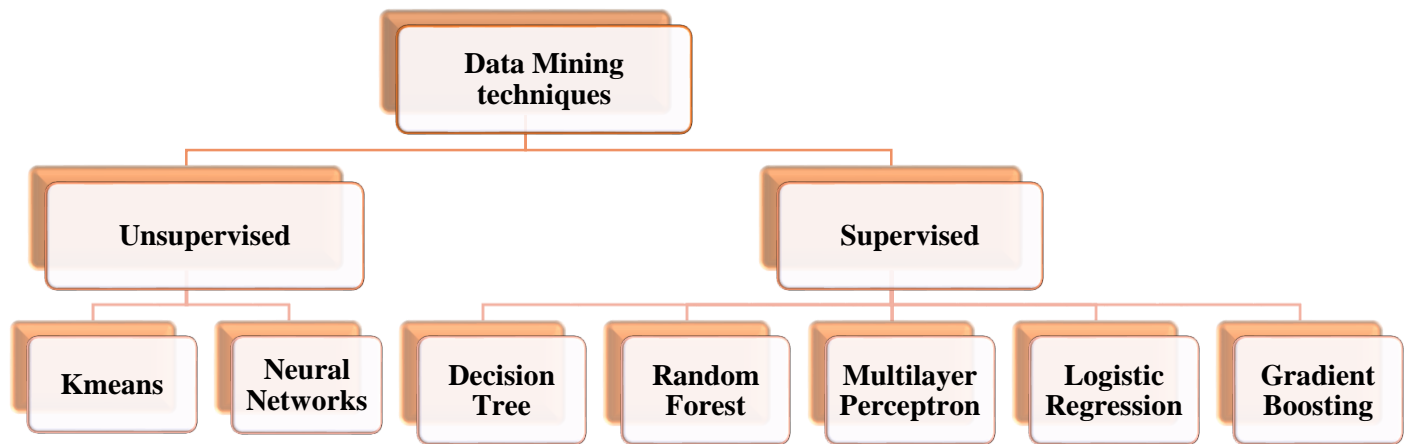 Data Mining
techniques
Unsupervised
Supervised
Kmeans
Neural
Networks
Decision
Tree
Random
Forest
Multilayer
Perceptron
Logistic
Regression
Gradient
Boosting